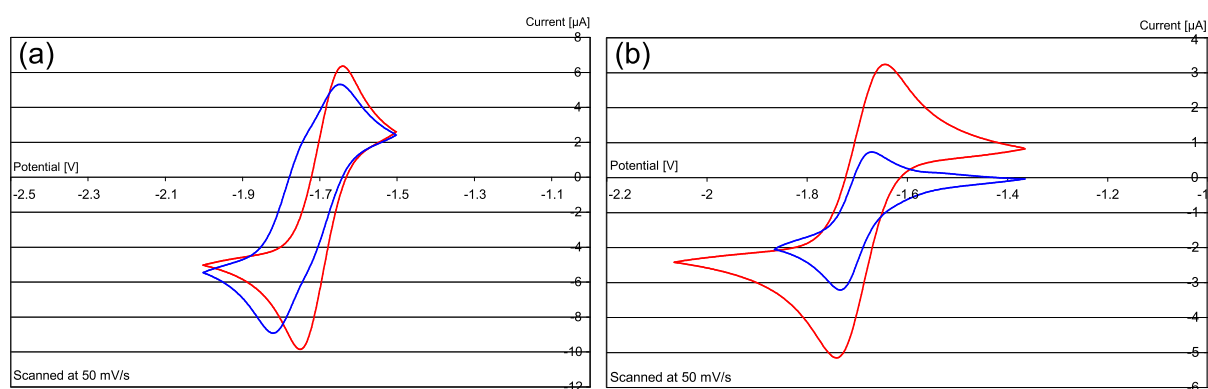 Current [µA]
(a)
8
6
4
2
Potential [V]
0
-2.5 -2.3 -2.1 -1.9 -1.7 -1.5 -1.3 -1.1
-2
-4
-6
-8
-10
Scanned at 50 mV/s
-12
Current [µA]
(b)
4
3
2
1
Potential [V]
0
-2.2 -2 -1.8 -1.6 -1.4 -1.2 -1
-1
-2
-3
-4
-5
Scanned at 50 mV/s
-6